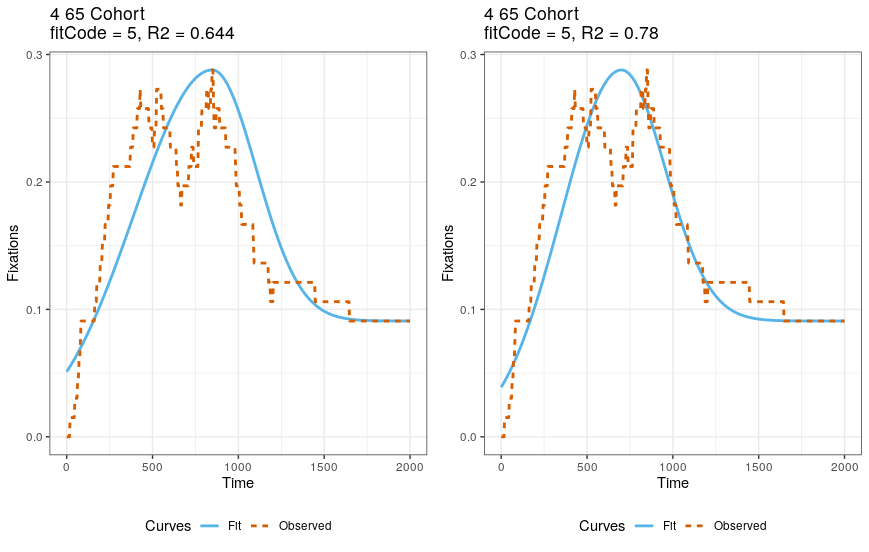 4 65 Cohort
fitCode = 5, R2 = 0.644
0.3
0.2
0.1
0.0
Fixations
0 500 1000 1500 2000
Time
Curves Fit Observed
4 65 Cohort
fitCode = 5, R2 = 0.78
0.3
0.2
0.1
0.0
Fixations
0 500 1000 1500 2000
Time
Curves Fit Observed